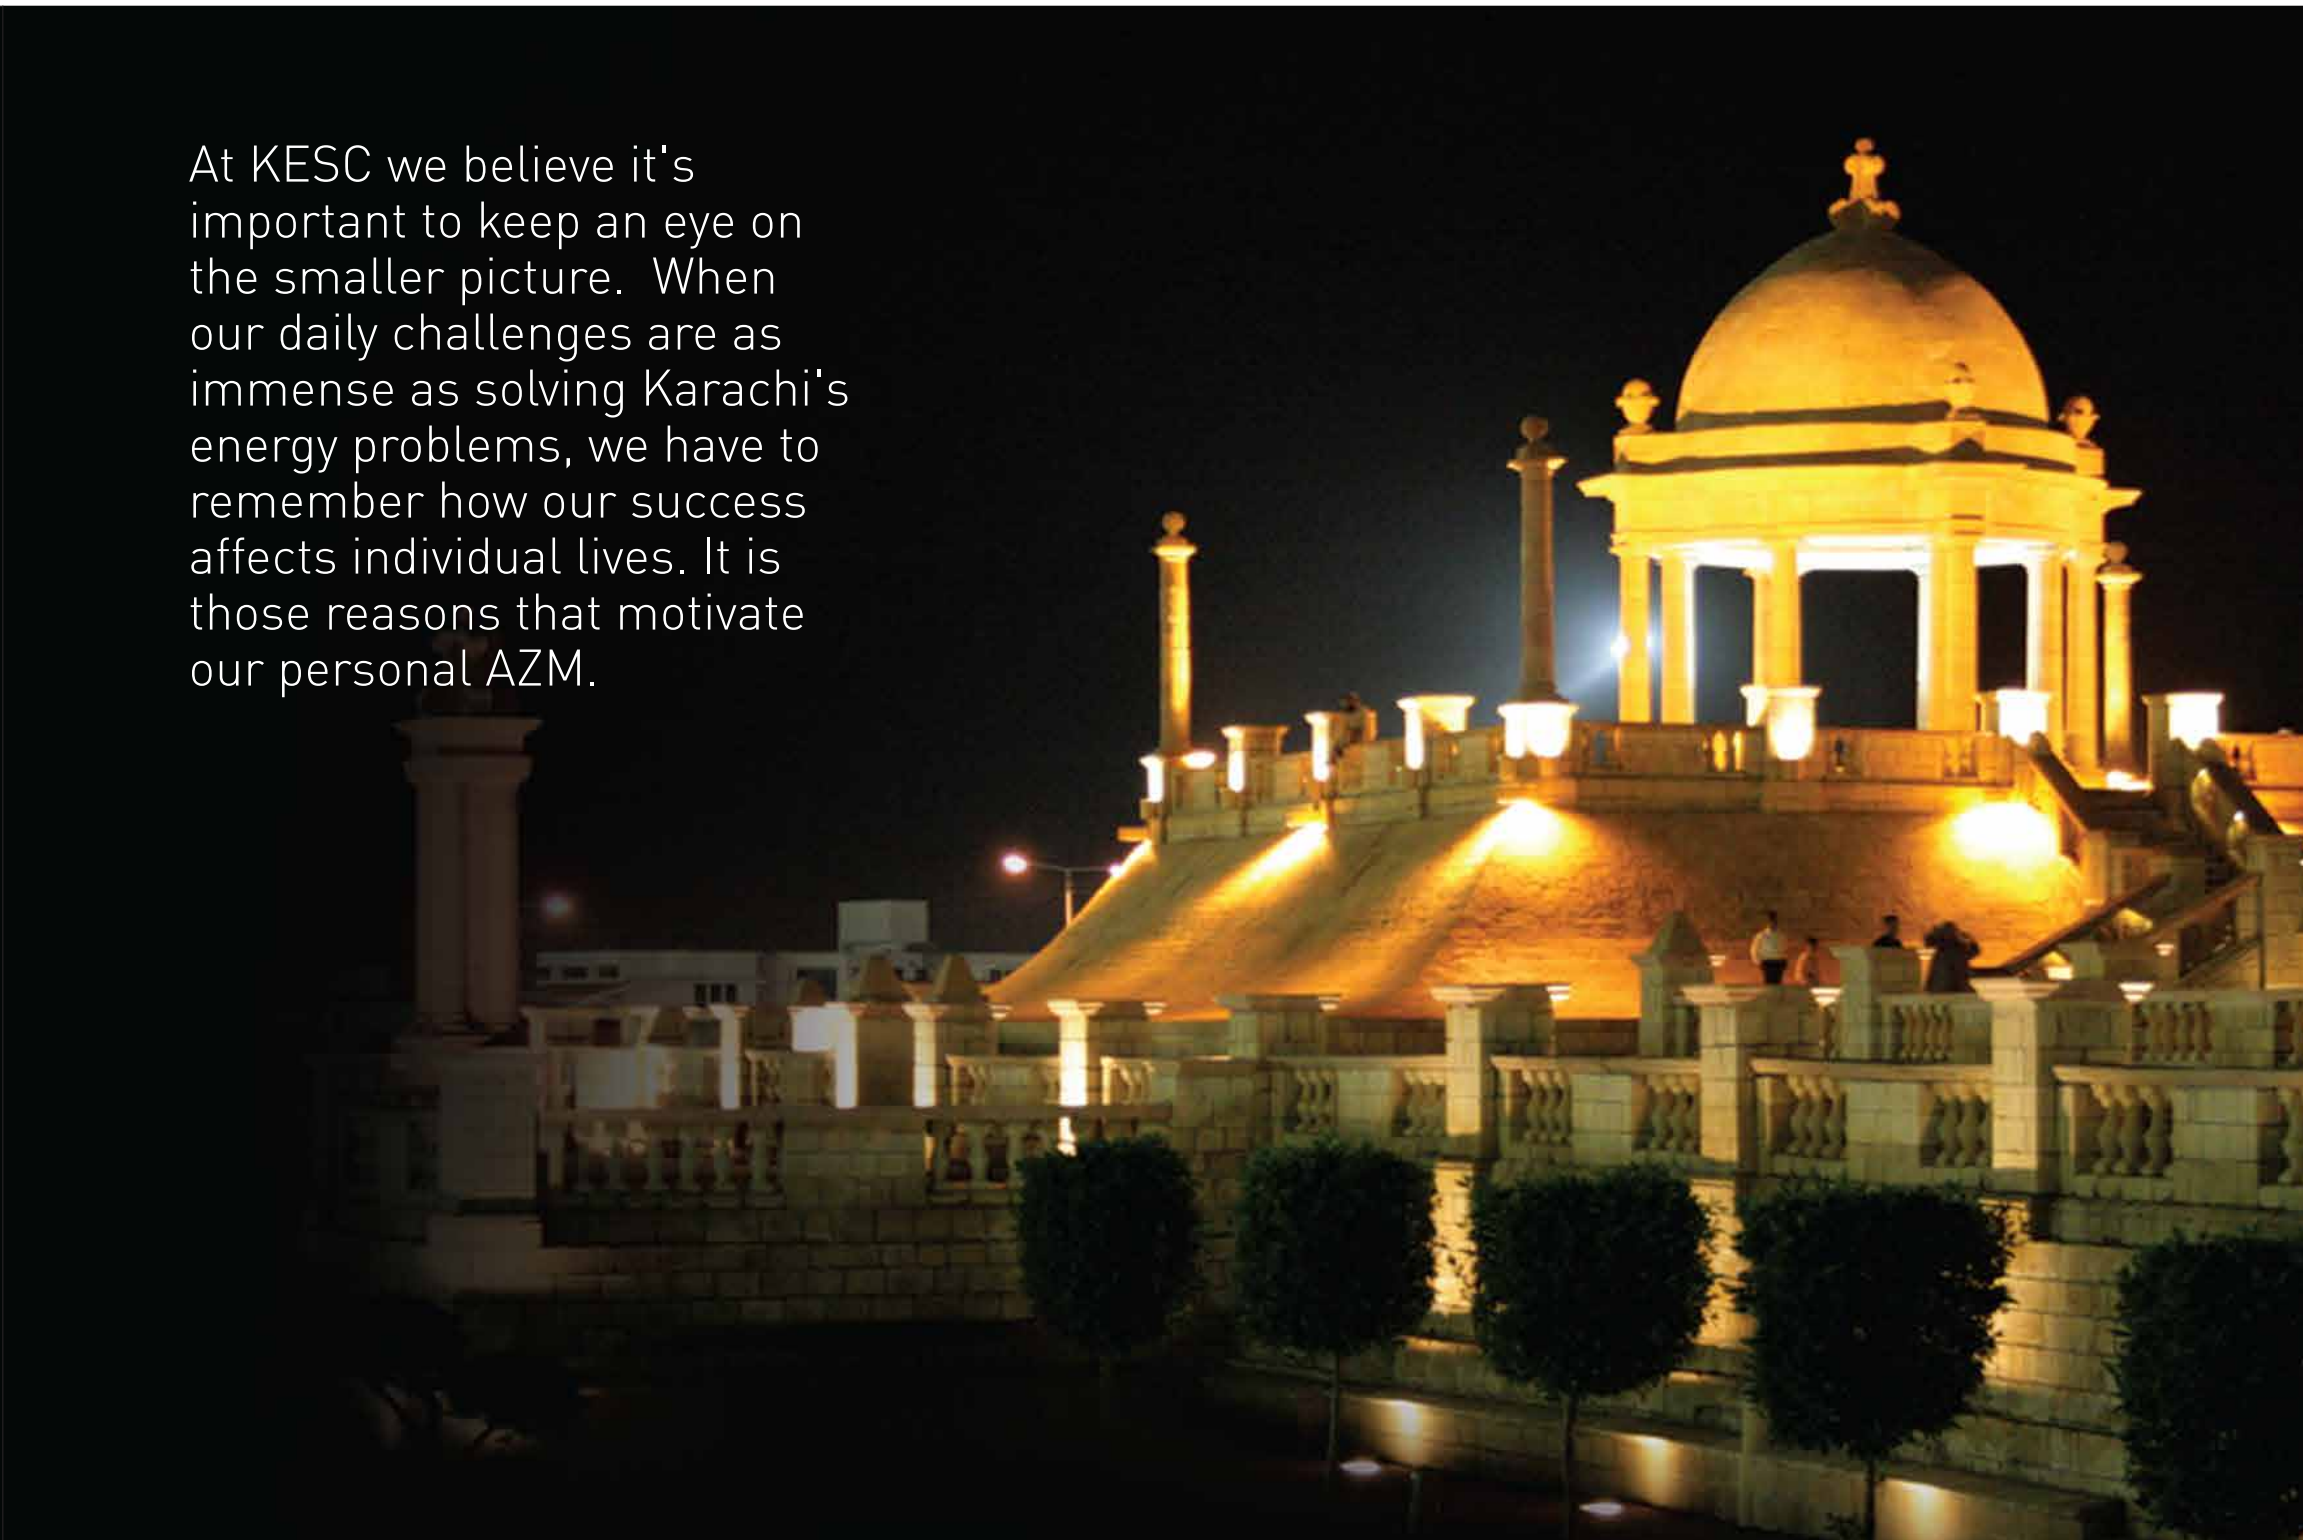 At KESC we believe it's
important to keep an eye on
the smaller picture.  When
our daily challenges are as
immense as solving Karachi's
energy problems, we have to
remember how our success
affects individual lives. It is
those reasons that motivate
our personal AZM.